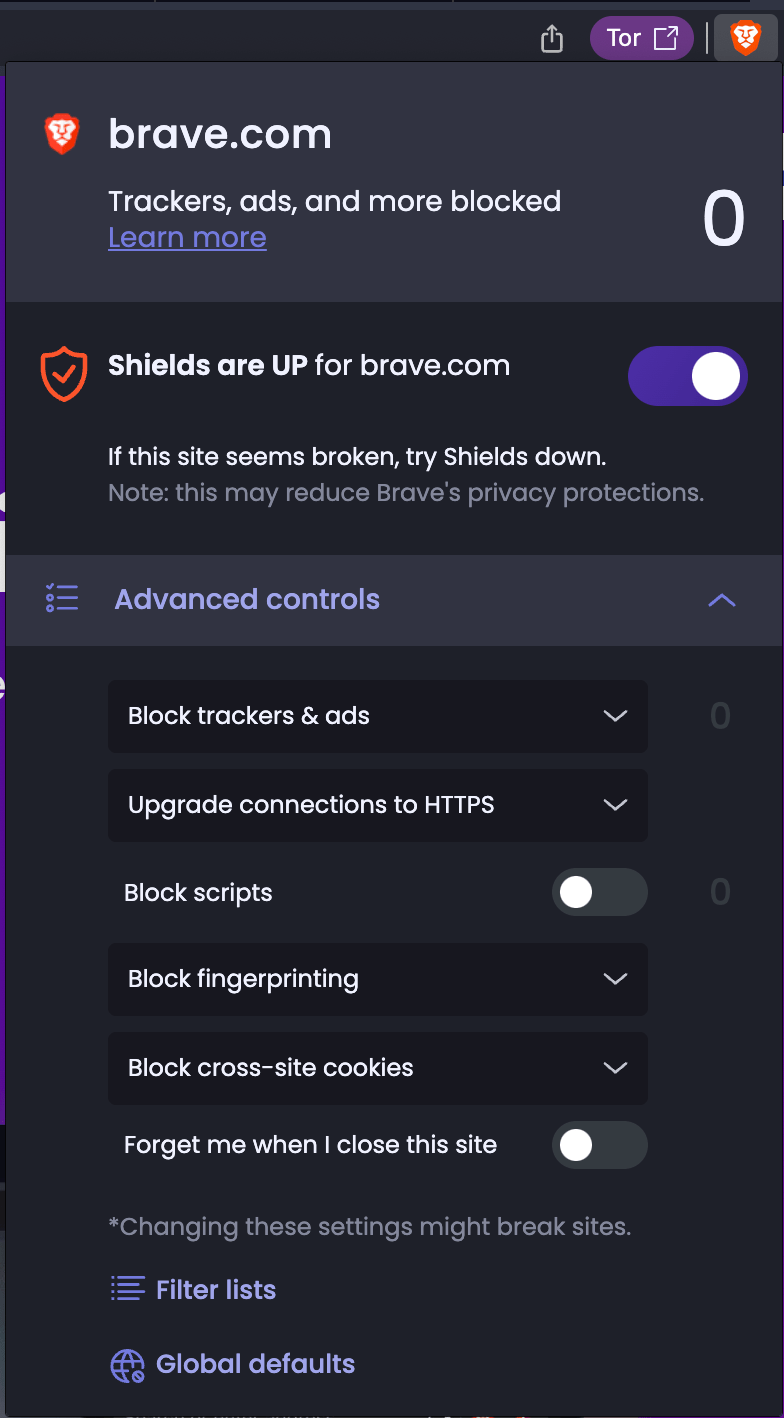 Tor
brave.com
Trackers, ads, and more blocked
Learn more
0
Shields are UP for brave.com
If this site seems broken, try Shields down.
Note: this may reduce Brave's privacy protections.
Advanced controls
Block trackers & ads
0
Upgrade connections to HTTPS
Block scripts
0
Block fingerprinting
Block cross-site cookies
Forget me when I close this site
*Changing these settings might break sites.
Filter lists
Global defaults